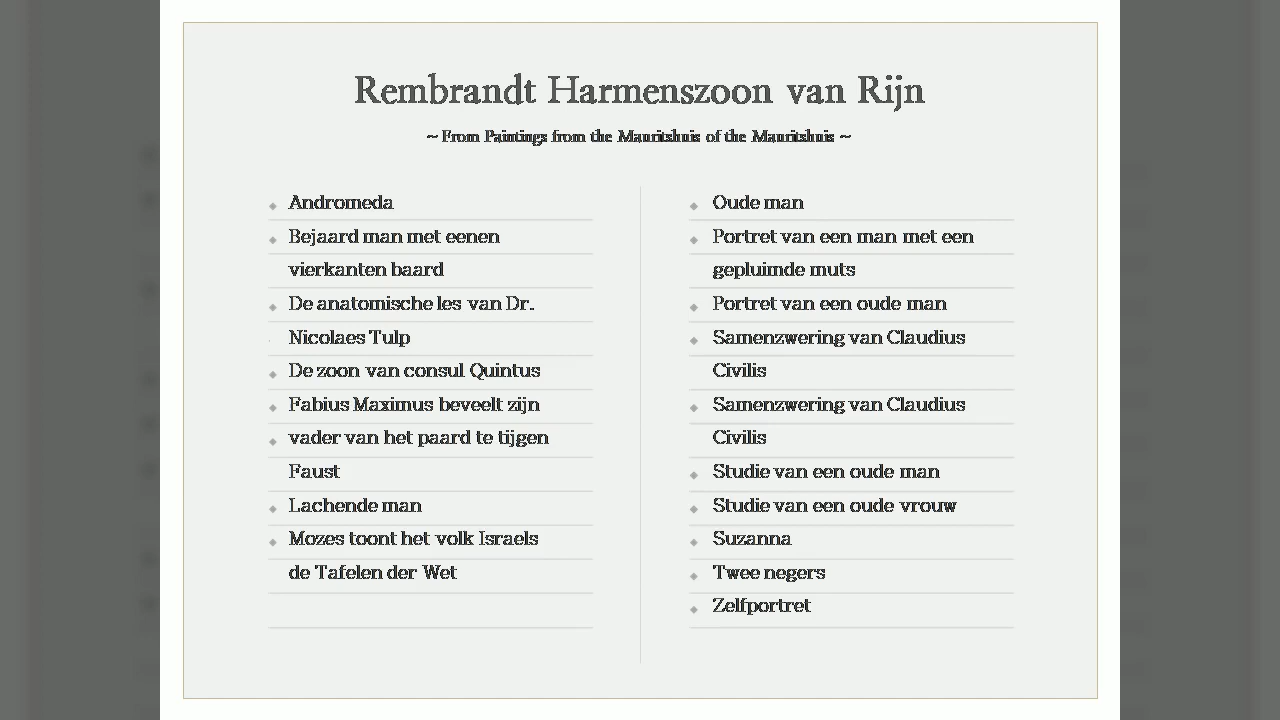 Rembrandt Harmenszoon van Rijn
~ From Paintings from the Mauritshuis of the Mauritshuis ~
Andromeda
Bejaard man met eenen
vierkanten baard
De anatomische les van Dr.
Nicolaes Tulp
De zoon van consul Quintus
Fabius Maximus beveelt zijn
vader van het paard te tijgen
Faust
Lachende man
Mozes toont het volk Israels
de Tafelen der Wet
Oude man
Portret van een man met een
gepluimde muts
Portret van een oude man
Samenzwering van Claudius
Civilis
Samenzwering van Claudius
Civilis
Studie van een oude man
Studie van een oude vrouw
Suzanna
Twee negers
Zelfportret